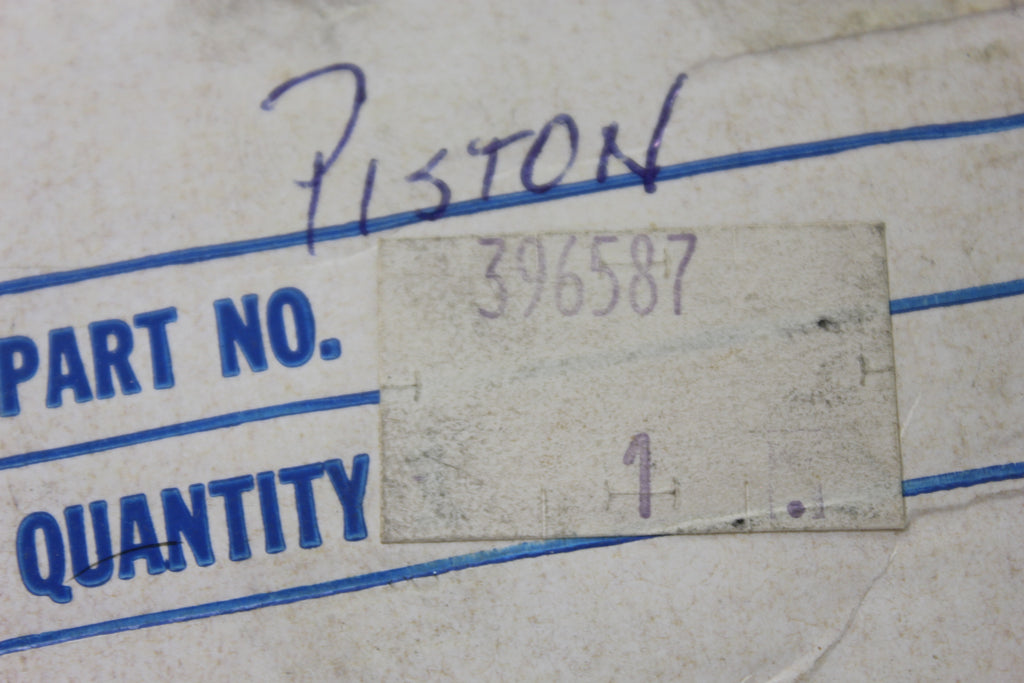 PISTON
PART NO. 396587
QUANTITY 1 .